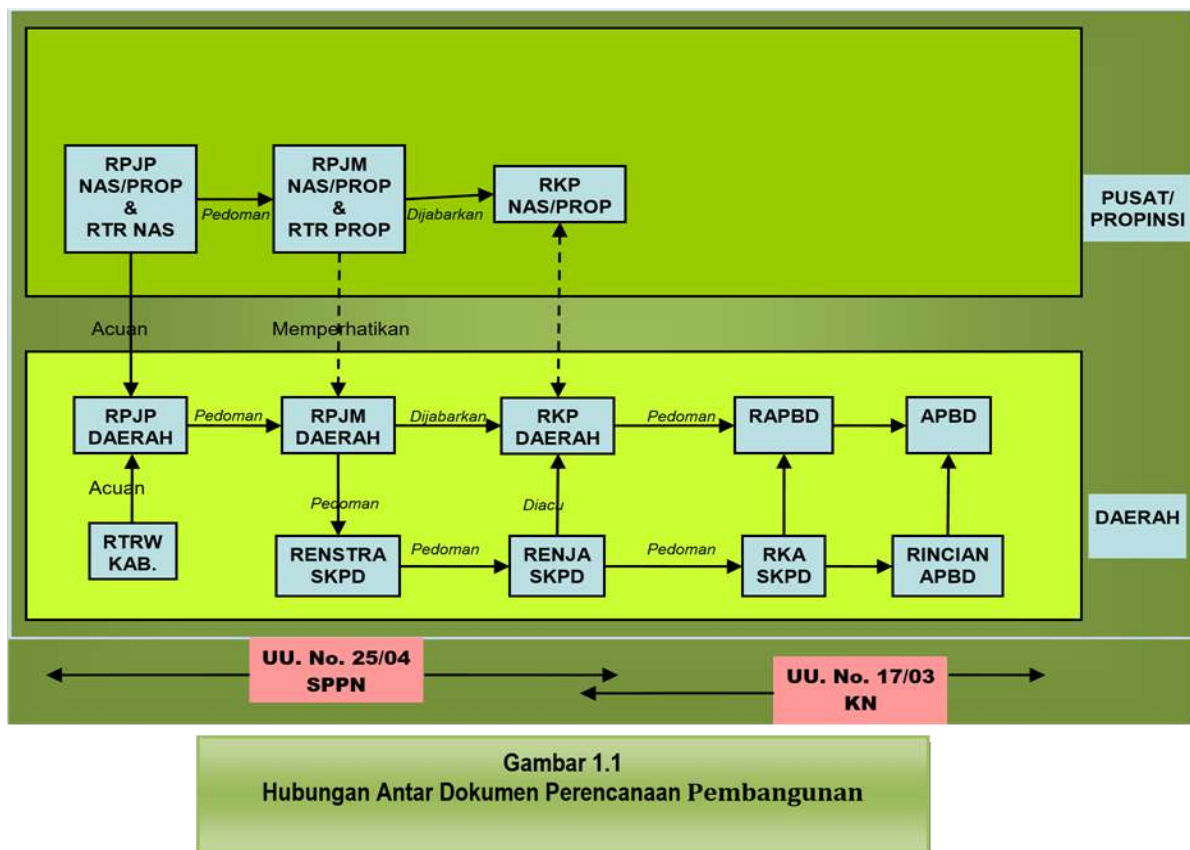 RPJP
NAS/PROP
&
RTR NAS
Pedoman
RPJM
NAS/PROP
&
RTR PROP
Dijabarkan
RKP
NAS/PROP
PUSAT/
PROPINSI
Acuan
Memperhatikan
RPJP
DAERAH
Pedoman
RPJM
DAERAH
Dijabarkan
RKP
DAERAH
Pedoman
RAPBD
APBD
Acuan
Pedoman
Diacu
DAERAH
RTRW
KAB.
RENSTRA
SKPD
Pedoman
RENJA
SKPD
Pedoman
RKA
SKPD
RINCIAN
APBD
UU. No. 25/04
SPPN
UU. No. 17/03
KN
Gambar 1.1
Hubungan Antar Dokumen Perencanaan Pembangunan